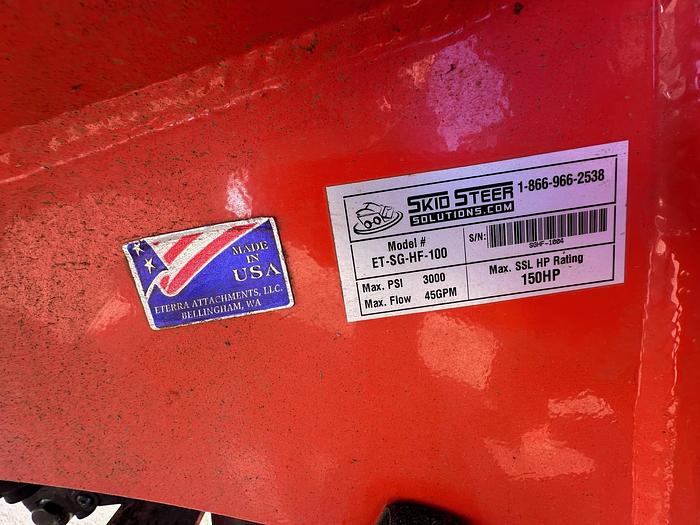 MADE
IN
USA
ETERRA ATTACHMENTS, LLC.
BELLINGHAM, WA
SKID STEER
SOLUTIONS.COM
1-866-966-2538
Model #
ET-SG-HF-100
S/N:
SGHF-1004
Max. PSI 3000
Max. Flow 45GPM
Max. SSL HP Rating
150HP